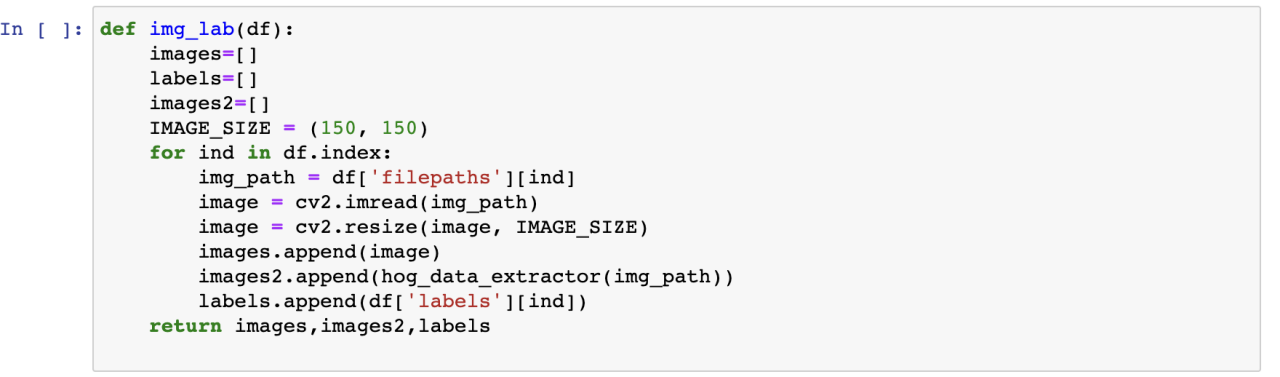 In [ ]: def img_lab(df):
    images=[]
    labels=[]
    images2=[]
    IMAGE_SIZE = (150, 150)
    for ind in df.index:
        img_path = df['filepaths'][ind]
        image = cv2.imread(img_path)
        image = cv2.resize(image, IMAGE_SIZE)
        images.append(image)
        images2.append(hog_data_extractor(img_path))
        labels.append(df['labels'][ind])
    return images,images2,labels